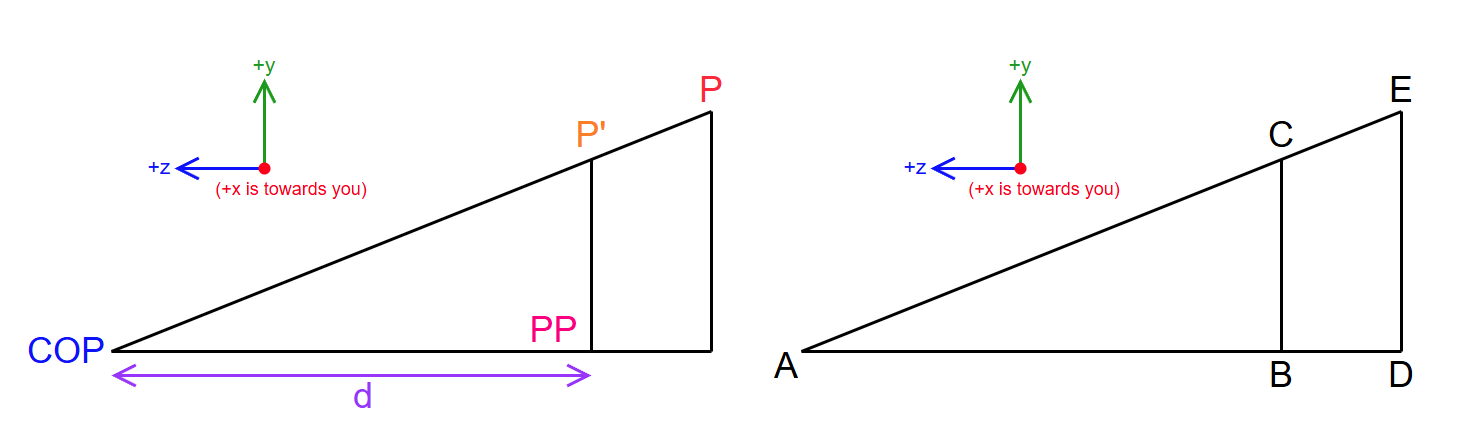 +y
P
P'
+z
(+x is towards you)
PP
COP
d
+y
E
C
+z
(+x is towards you)
A
B
D